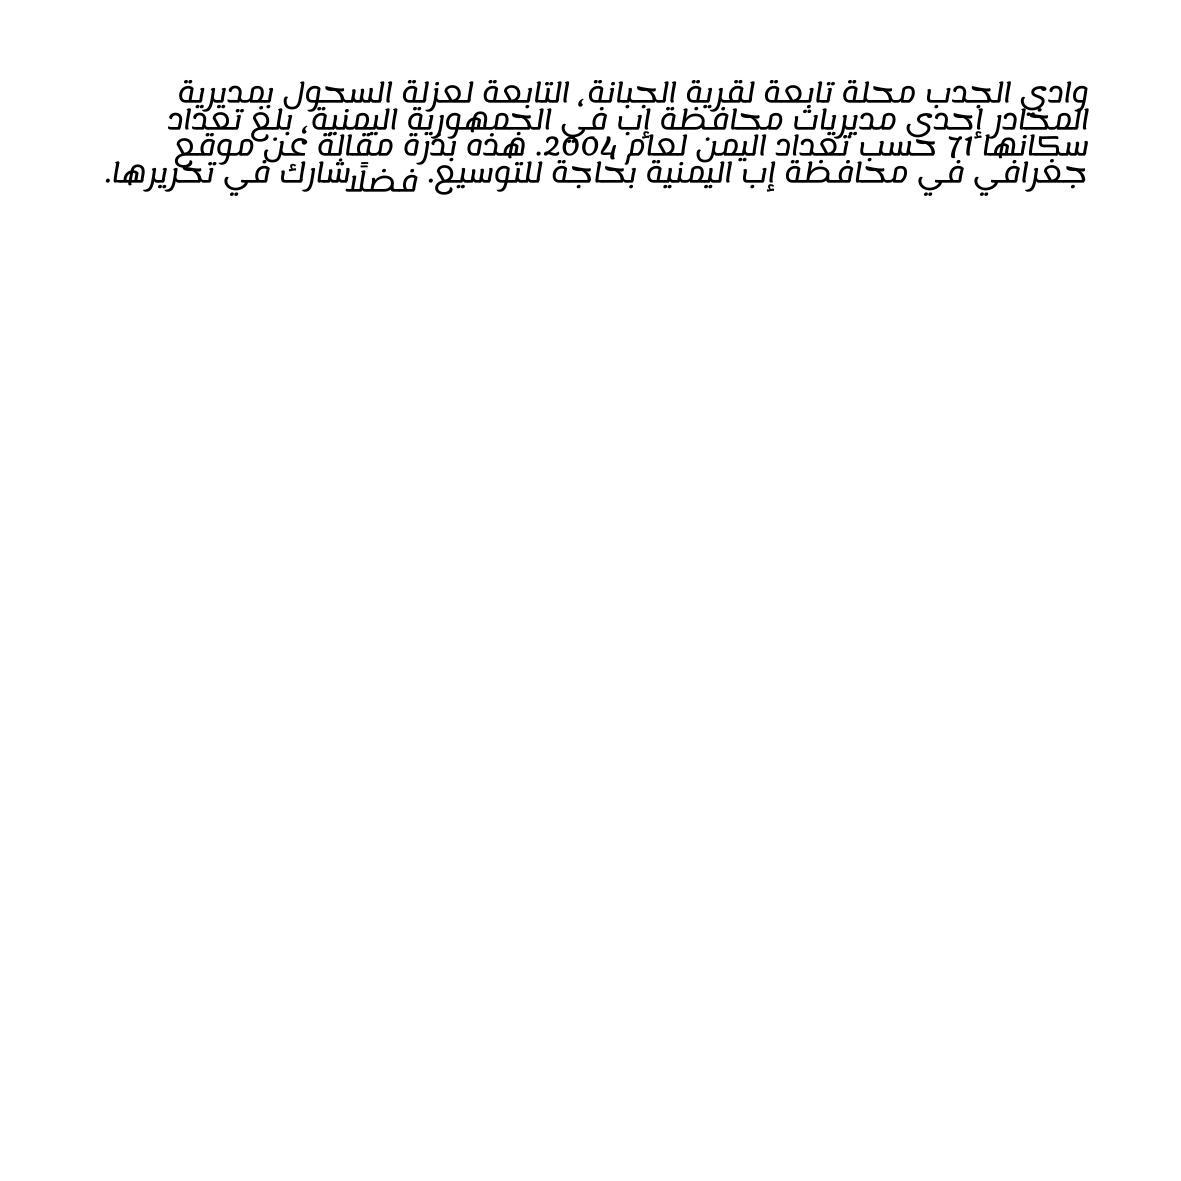 وادي الجدب محلة تابعة لقرية الجبانة، التابعة لعزلة السحول بمديرية
المخادر إحدى مديريات محافظة إب في الجمهورية اليمنية، بلغ تعداد
سكانها 71 حسب تعداد اليمن لعام 2004. هذه بذرة مقالة عن موقع
جغرافي في محافظة إب اليمنية بحاجة للتوسيع. فضلًا شارك في تحريرها.